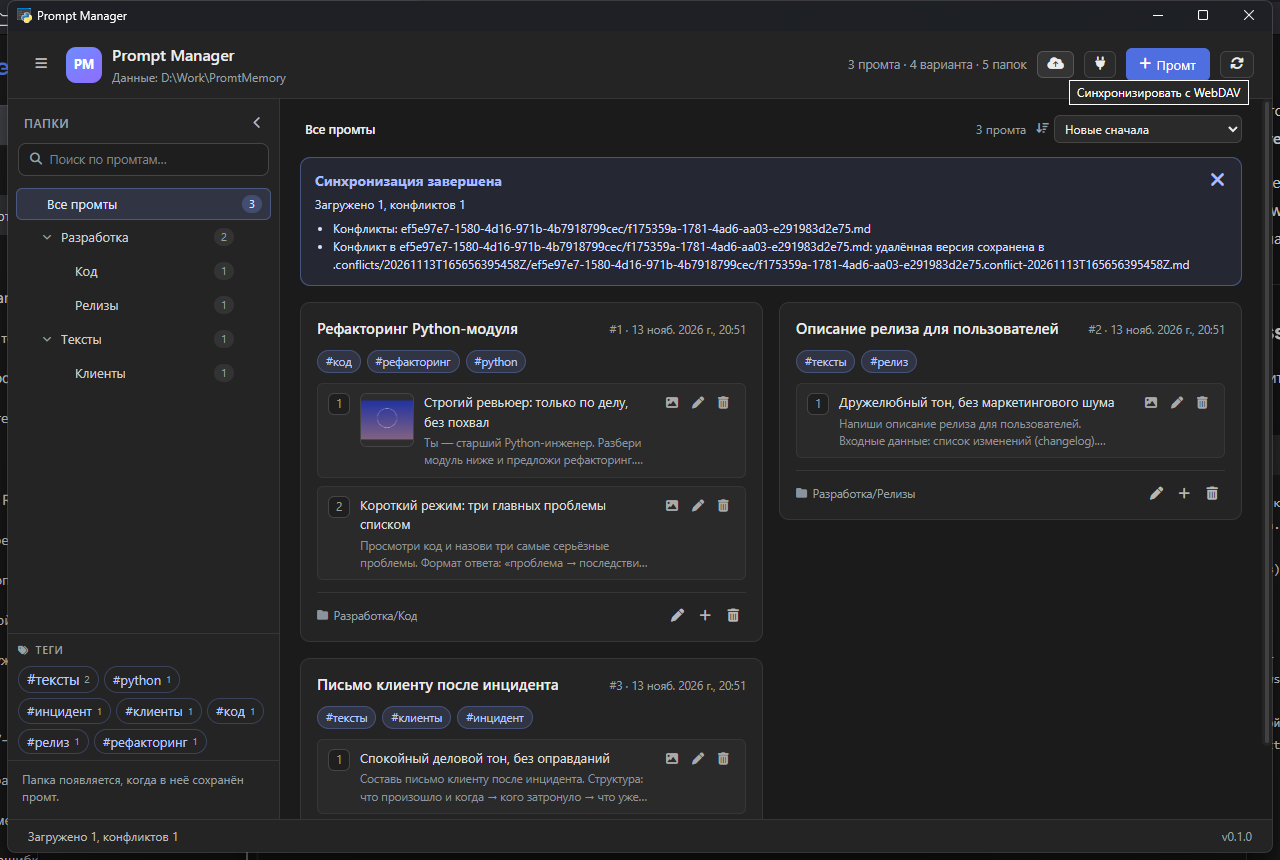 Prompt Manager
PM
Prompt Manager
Данные: D:\Work\PromtMemory
3 промта · 4 варианта · 5 папок
+ Промт
Синхронизировать с WebDAV
ПАПКИ
Поиск по промтам...
Все промты 3
Разработка 2
Код 1
Релизы 1
Тексты 1
Клиенты 1
ТЕГИ
#тексты 2
#python 1
#инцидент 1
#клиенты 1
#код 1
#релиз 1
#рефакторинг 1
Папка появляется, когда в неё сохранён
промт.
Все промты
3 промта
Новые сначала
Синхронизация завершена
Загружено 1, конфликтов 1
• Конфликты: ef5e97e7-1580-4d16-971b-4b7918799cec/f175359a-1781-4ad6-aa03-e291983d2e75.md
• Конфликт в ef5e97e7-1580-4d16-971b-4b7918799cec/f175359a-1781-4ad6-aa03-e291983d2e75.md: удалённая версия сохранена в
.conflicts/20261113T165656395458Z/ef5e97e7-1580-4d16-971b-4b7918799cec/f175359a-1781-4ad6-aa03-e291983d2e75.conflict-20261113T165656395458Z.md
Рефакторинг Python-модуля
#1 · 13 нояб. 2026 г., 20:51
#код
#рефакторинг
#python
1
Строгий ревьюер: только по делу,
без похвал
Ты — старший Python-инженер. Разбери
модуль ниже и предложи рефакторинг....
2
Короткий режим: три главных проблемы
списком
Просмотри код и назови три самые серьёзные
проблемы. Формат ответа: «проблема → последстви...
Разработка/Код
Описание релиза для пользователей
#2 · 13 нояб. 2026 г., 20:51
#тексты
#релиз
1
Дружелюбный тон, без маркетингового шума
Напиши описание релиза для пользователей.
Входные данные: список изменений (changelog)....
Разработка/Релизы
Письмо клиенту после инцидента
#3 · 13 нояб. 2026 г., 20:51
#тексты
#клиенты
#инцидент
1
Спокойный деловой тон, без оправданий
Составь письмо клиенту после инцидента. Структура:
что произошло и когда → кого затронуло → что уже...
Загружено 1, конфликтов 1
v0.1.0